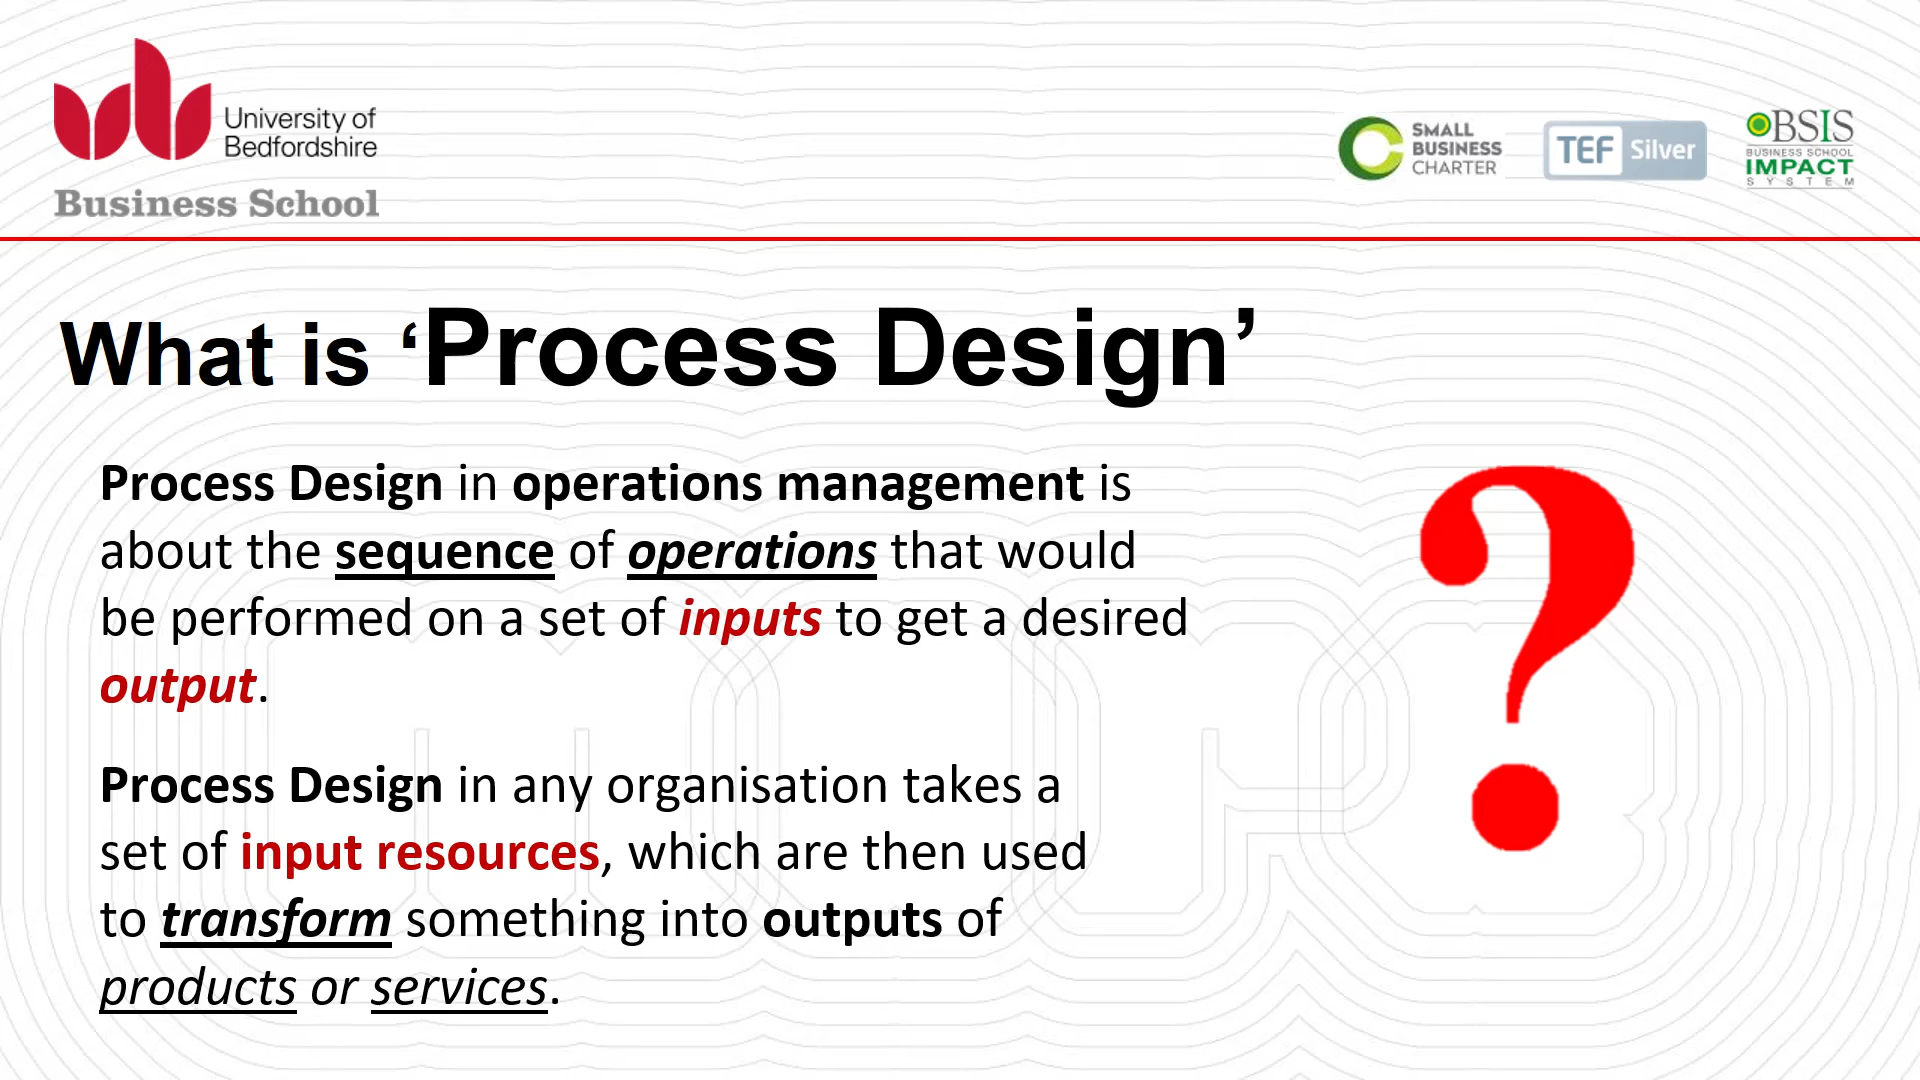 University of
Bedfordshire
Business School
SMALL
BUSINESS
CHARTER
TEF Silver
BSIS
BUSINESS SCHOOL
IMPACT
SYSTEM
What is ‘Process Design’
Process Design in operations management is
about the sequence of operations that would
be performed on a set of inputs to get a desired
output.
?
Process Design in any organisation takes a
set of input resources, which are then used
to transform something into outputs of
products or services.